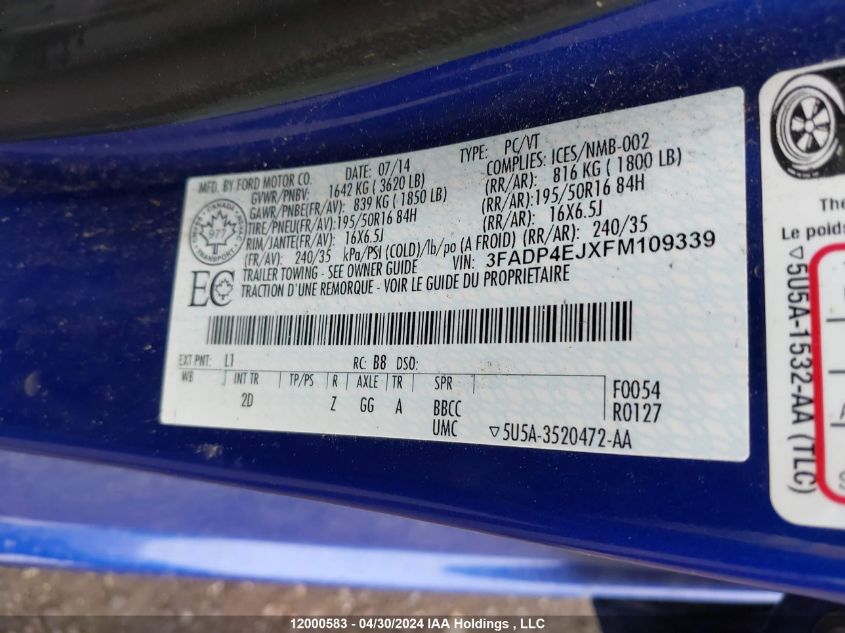 MFD. BY FORD MOTOR CO. DATE: 07/14 TYPE: PC/VT
GVWR/PNBV: 1642 KG ( 3620 LB) COMPLIES: ICES/NMB-002
GAWR/PNBE(FR/AV): 839 KG ( 1850 LB) (RR/AR): 816 KG ( 1800 LB)
TIRE/PNEU(FR/AV):195/50R16 84H (RR/AR):195/50R16 84H
RIM/JANTE(FR/AV): 16X6.5J (RR/AR): 16X6.5J
(FR/AV): 240/35 kPa/PSI (COLD)/lb/po (A FROID) (RR/AR): 240/35
TRAILER TOWING - SEE OWNER GUIDE VIN: 3FADP4EJXFM109339
TRACTION D'UNE REMORQUE - VOIR LE GUIDE DU PROPRIETAIRE
CANADA
977
TRANSPORT
EC
EXT PNT: L1 RC: B8 DSO:
WB INT TR TP/PS R AXLE TR SPR F0054
2D Z GG A BBCC R0127
UMC ▽5U5A-3520472-AA
The
Le poids
▽5U5A-1532-AA (TLC)
12000583 - 04/30/2024 IAA Holdings , LLC